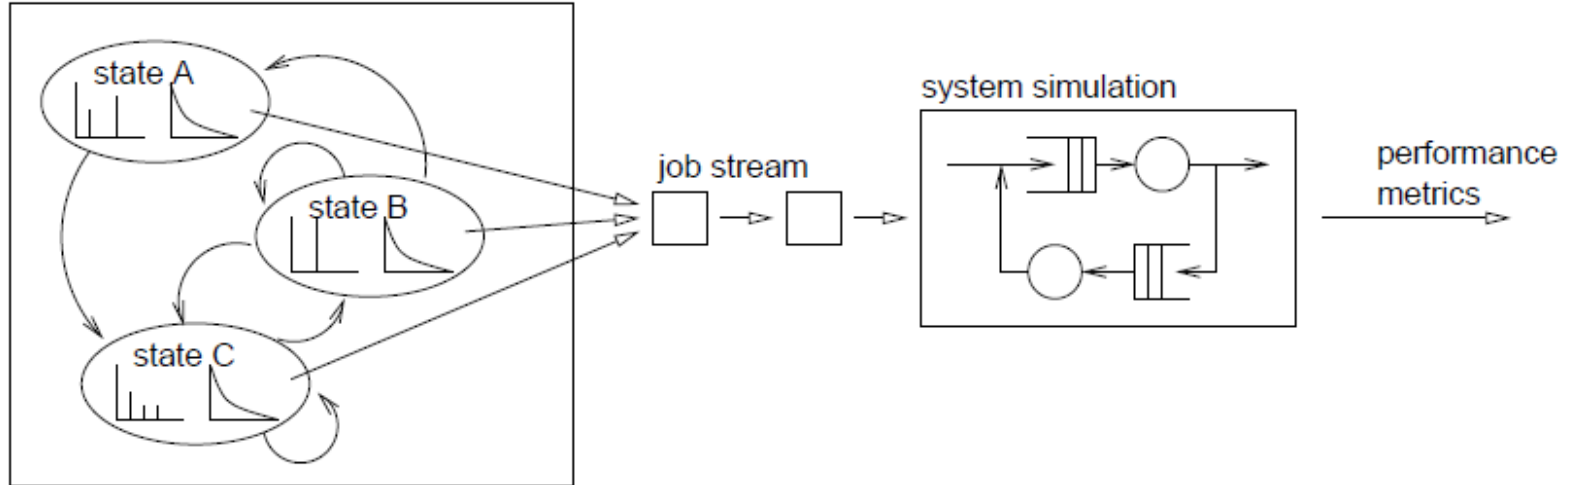 state A
state B
state C
job stream
system simulation
performance
metrics